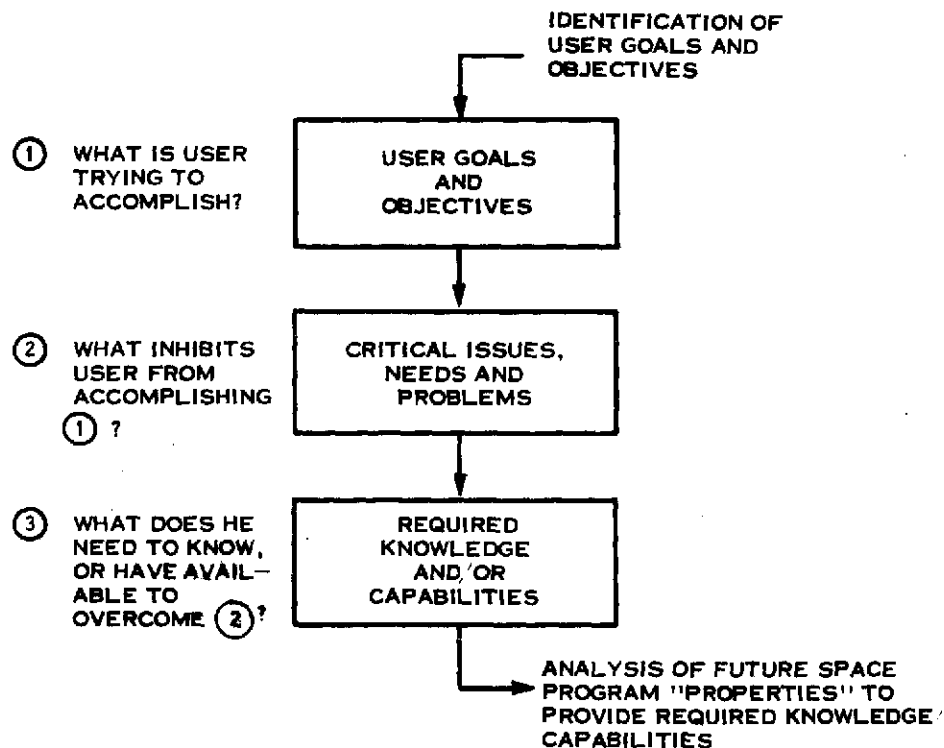 IDENTIFICATION OF
USER GOALS AND
OBJECTIVES
1 WHAT IS USER
TRYING TO
ACCOMPLISH?
USER GOALS
AND
OBJECTIVES
2 WHAT INHIBITS
USER FROM
ACCOMPLISHING
1 ?
CRITICAL ISSUES,
NEEDS AND
PROBLEMS
3 WHAT DOES HE
NEED TO KNOW,
OR HAVE AVAIL-
ABLE TO
OVERCOME 2?
REQUIRED
KNOWLEDGE
AND/OR
CAPABILITIES
ANALYSIS OF FUTURE SPACE
PROGRAM "PROPERTIES" TO
PROVIDE REQUIRED KNOWLEDGE/
CAPABILITIES